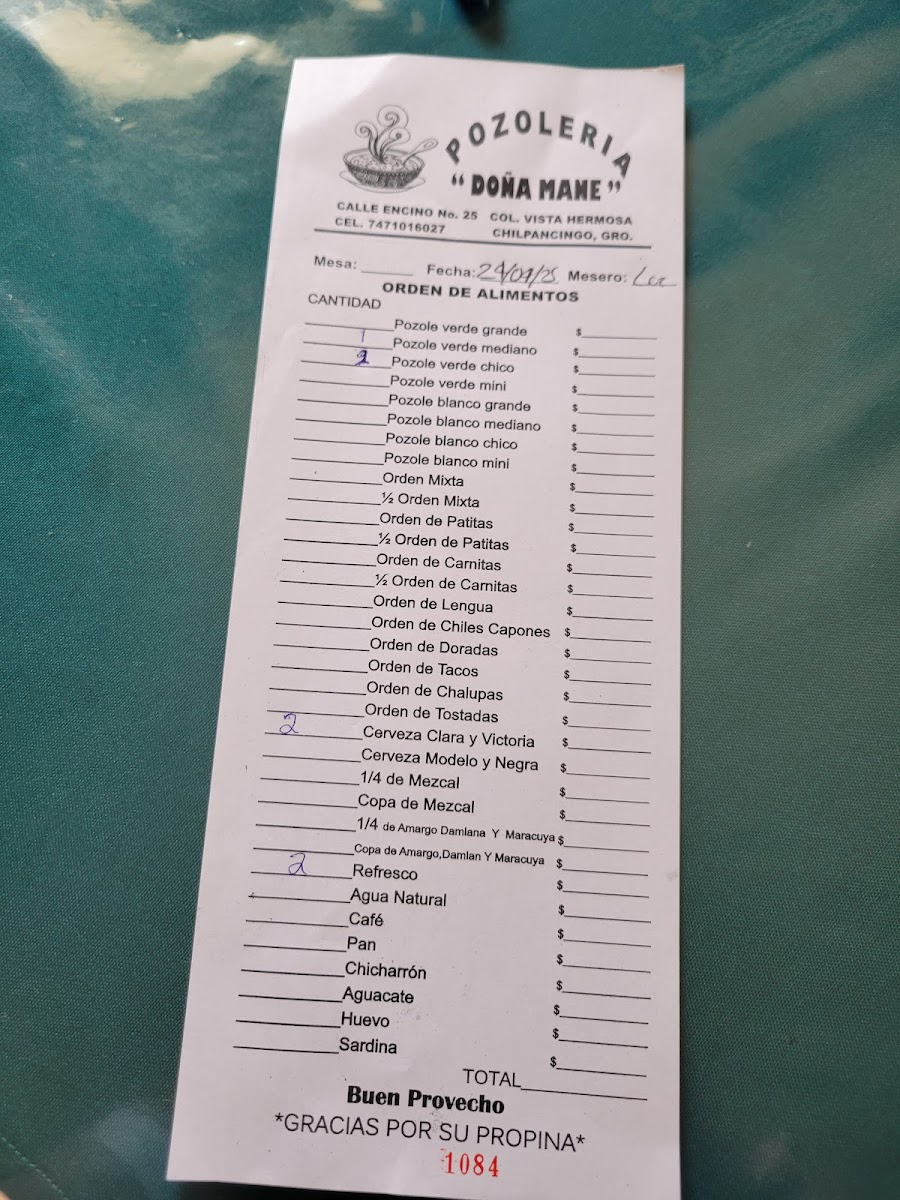 POZOLERIA
“DOÑA MANE”
CALLE ENCINO No. 25 COL. VISTA HERMOSA
CEL. 7471016027 CHILPANCINGO, GRO.
Mesa: ______ Fecha: Mesero:
ORDEN DE ALIMENTOS
CANTIDAD
Pozole verde grande $
1 Pozole verde mediano $
2 Pozole verde chico $
Pozole verde mini $
Pozole blanco grande $
Pozole blanco mediano $
Pozole blanco chico $
Pozole blanco mini $
Orden Mixta $
½ Orden Mixta $
Orden de Patitas $
½ Orden de Patitas $
Orden de Carnitas $
½ Orden de Carnitas $
Orden de Lengua $
Orden de Chiles Capones $
Orden de Doradas $
Orden de Tacos $
Orden de Chalupas $
Orden de Tostadas $
2 Cerveza Clara y Victoria $
Cerveza Modelo y Negra $
1/4 de Mezcal $
Copa de Mezcal $
1/4 de Amargo Damlana Y Maracuya $
Copa de Amargo,Damlan Y Maracuya $
2 Refresco $
Agua Natural $
Café $
Pan $
Chicharrón $
Aguacate $
Huevo $
Sardina $
TOTAL
Buen Provecho
*GRACIAS POR SU PROPINA*
1084